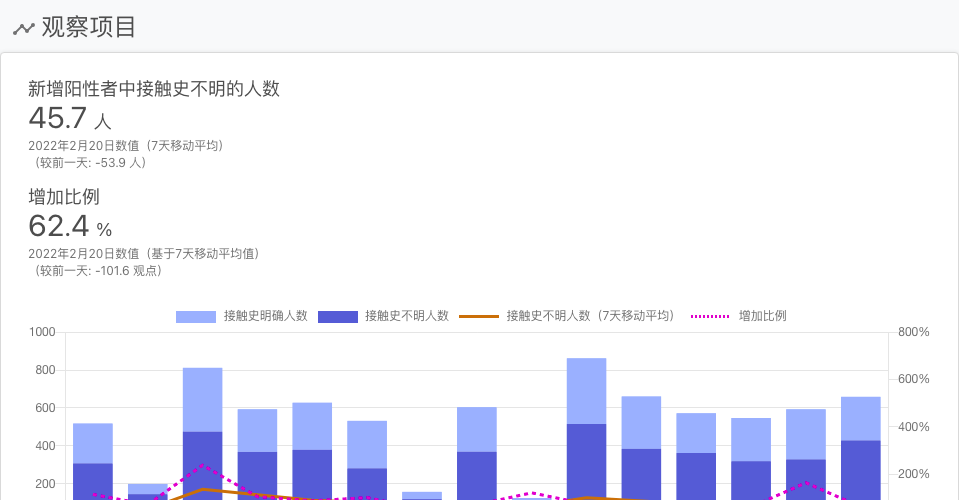 观察项目
新增阳性者中接触史不明的人数
45.7 人
2022年2月20日数值（7天移动平均）
（较前一天: -53.9 人）
增加比例
62.4 %
2022年2月20日数值（基于7天移动平均值）
（较前一天: -101.6 观点）
接触史明确人数 接触史不明人数 接触史不明人数（7天移动平均） 增加比例
1000 800%
800
600%
600
400 400%
200 200%